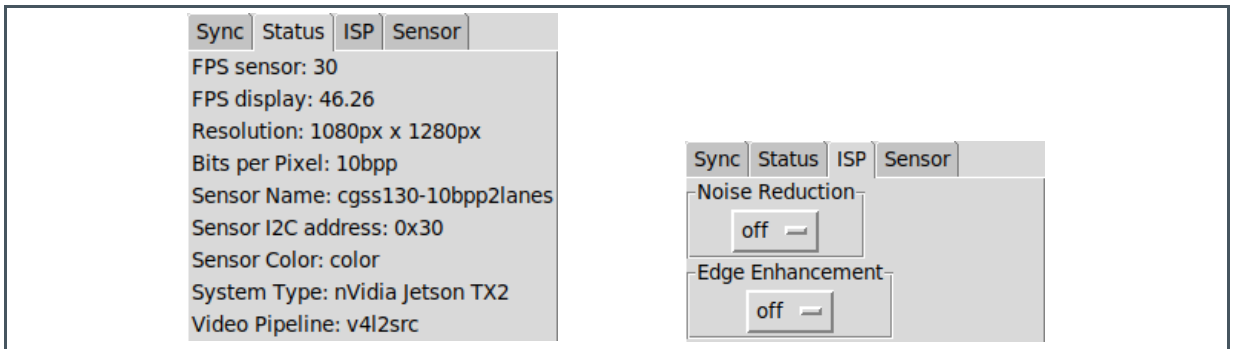 Sync Status ISP Sensor
FPS sensor: 30
FPS display: 46.26
Resolution: 1080px x 1280px
Bits per Pixel: 10bpp
Sensor Name: cgss130-10bpp2lanes
Sensor I2C address: 0x30
Sensor Color: color
System Type: nVidia Jetson TX2
Video Pipeline: v4l2src
Sync Status ISP Sensor
Noise Reduction
off
Edge Enhancement
off